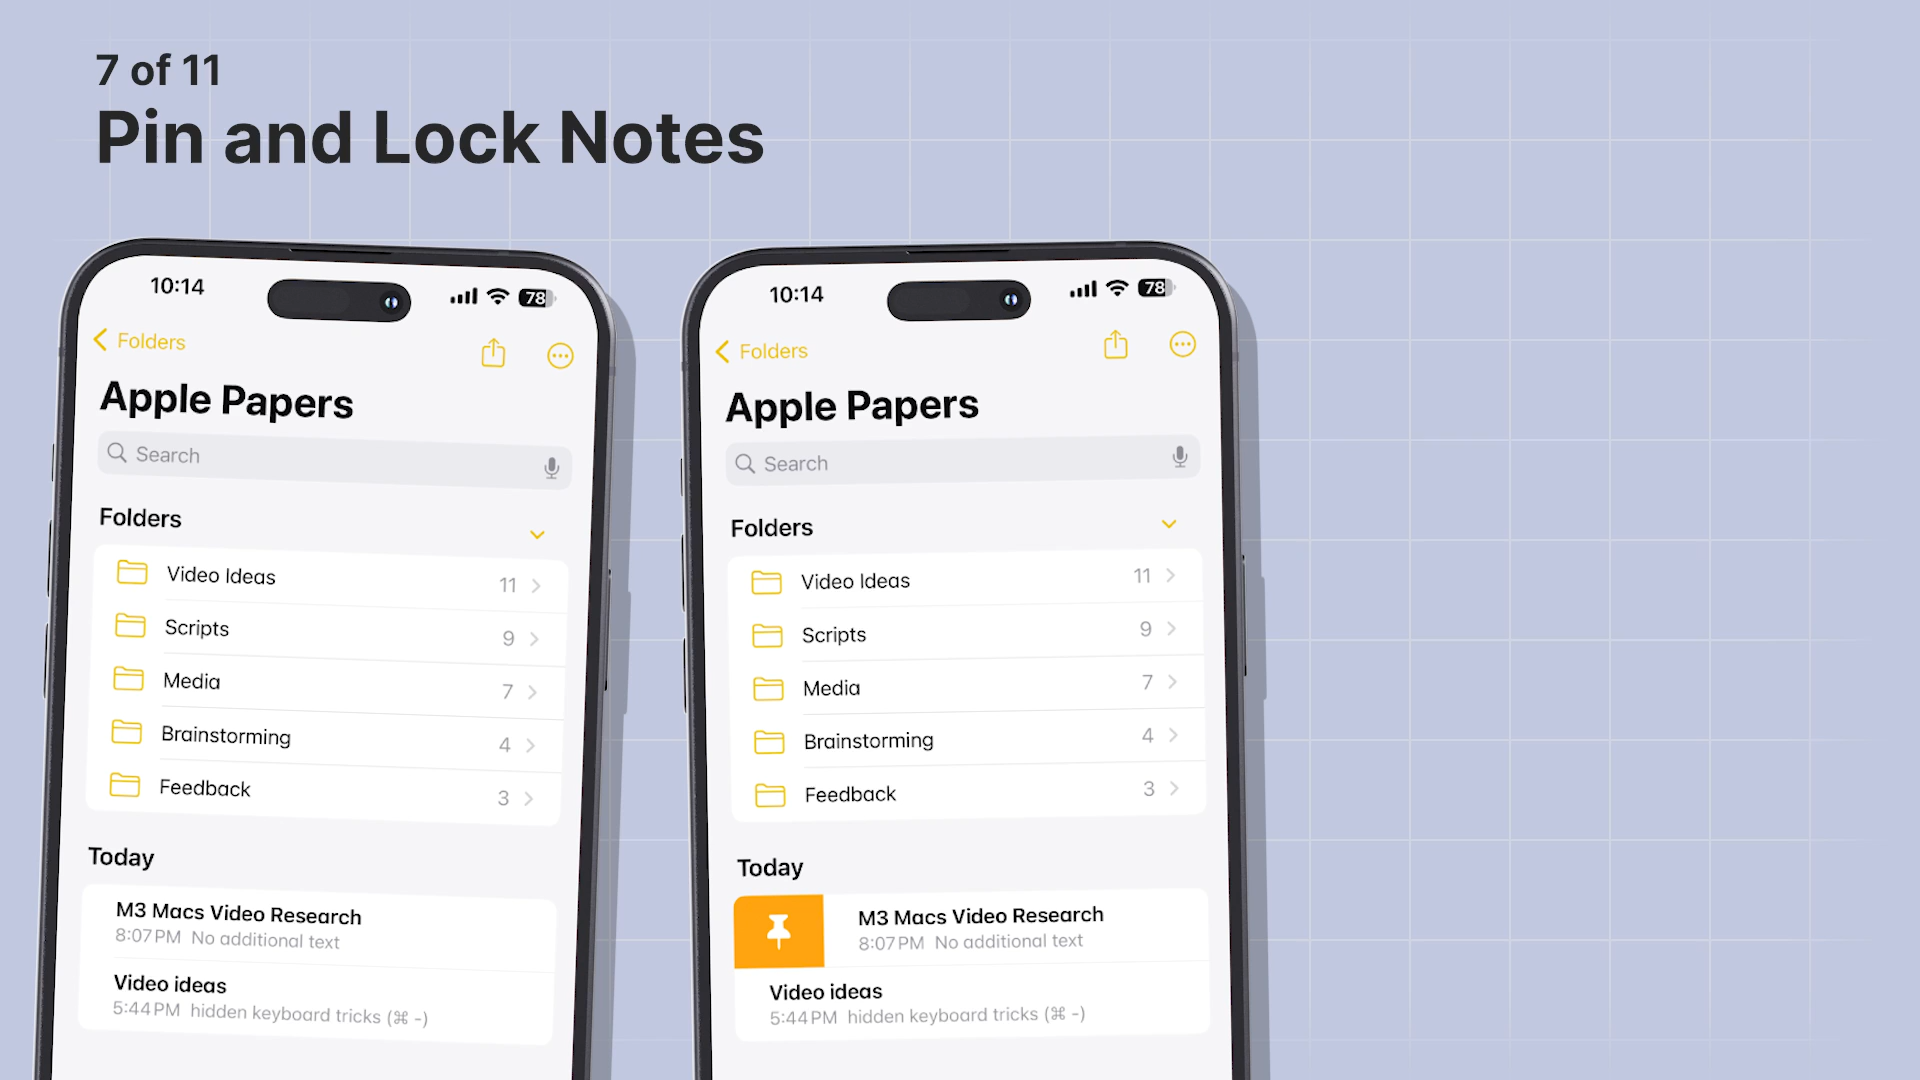 7 of 11
Pin and Lock Notes
10:14
78
Folders
Apple Papers
Search
Folders
Video Ideas 11
Scripts 9
Media 7
Brainstorming 4
Feedback 3
Today
M3 Macs Video Research
8:07 PM No additional text
Video ideas
5:44 PM hidden keyboard tricks (⌘ -)
10:14
78
Folders
Apple Papers
Search
Folders
Video Ideas 11
Scripts 9
Media 7
Brainstorming 4
Feedback 3
Today
M3 Macs Video Research
8:07 PM No additional text
Video ideas
5:44 PM hidden keyboard tricks (⌘ -)